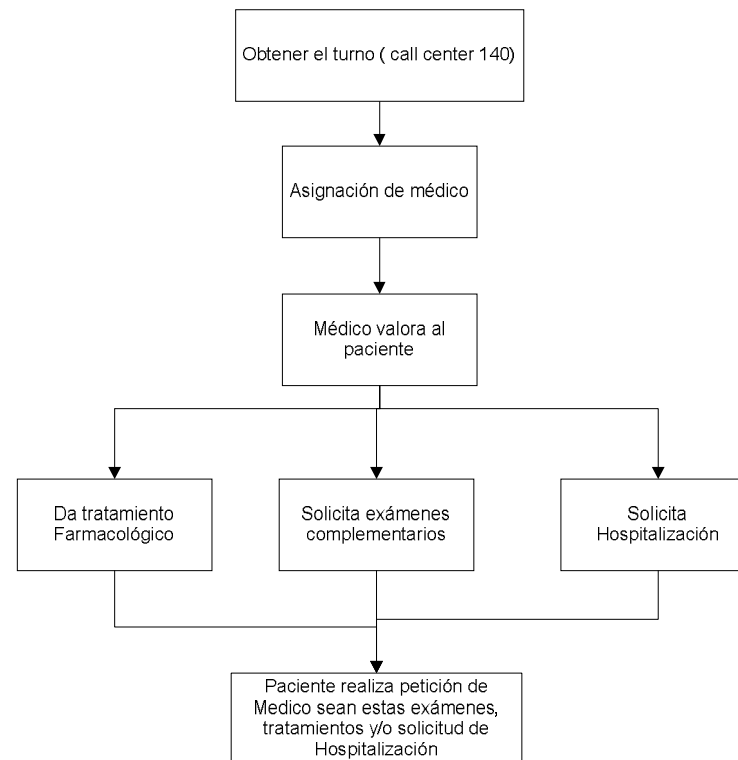 Obtener el turno ( call center 140)
Asignación de médico
Médico valora al
paciente
Da tratamiento
Farmacológico
Solicita exámenes
complementarios
Solicita
Hospitalización
Paciente realiza petición de
Medico sean estas exámenes,
tratamientos y/o solicitud de
Hospitalización